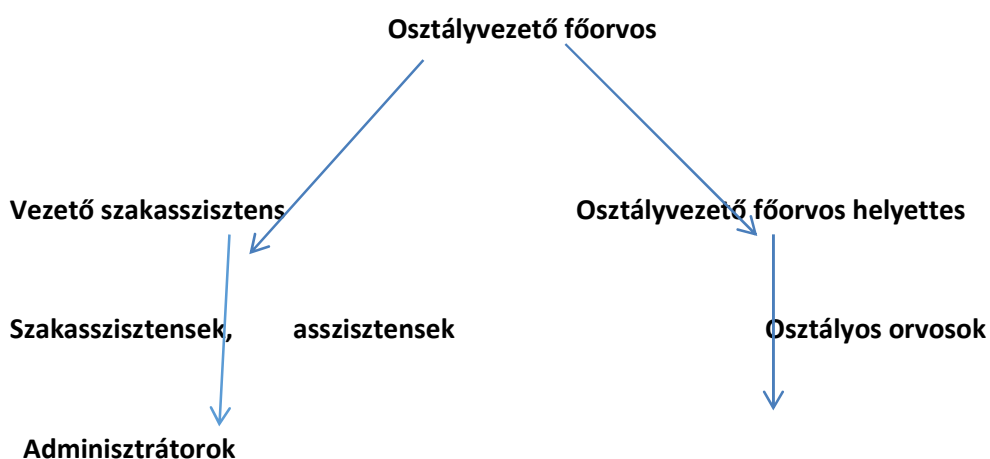 Osztályvezető főorvos
Vezető szakasszisztens Osztályvezető főorvos helyettes
Szakasszisztensek, asszisztensek Osztályos orvosok
Adminisztrátorok